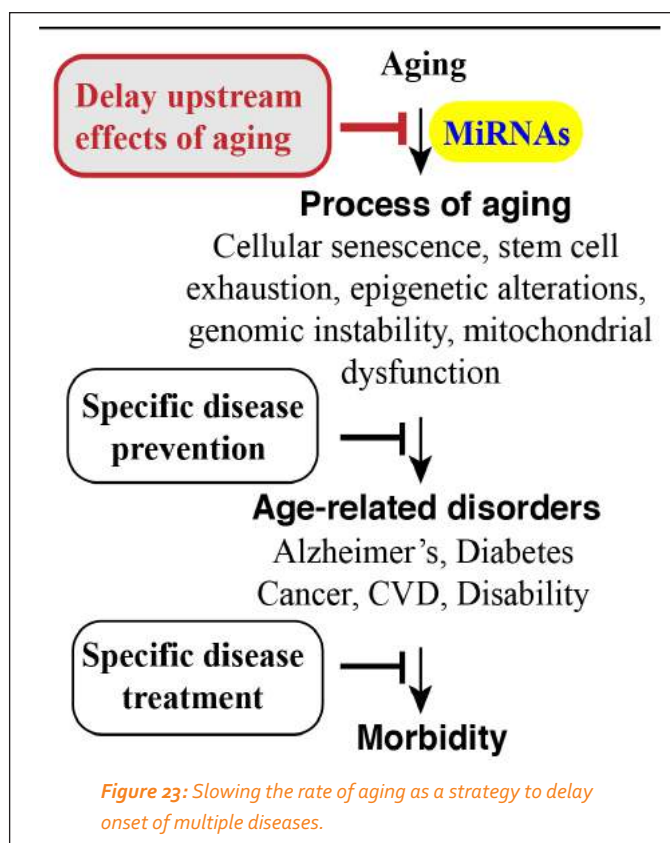 Aging
Delay upstream
effects of aging
MiRNAs
Process of aging
Cellular senescence, stem cell
exhaustion, epigenetic alterations,
genomic instability, mitochondrial
dysfunction
Specific disease
prevention
Age-related disorders
Alzheimer’s, Diabetes
Cancer, CVD, Disability
Specific disease
treatment
Morbidity
Figure 23: Slowing the rate of aging as a strategy to delay
onset of multiple diseases.